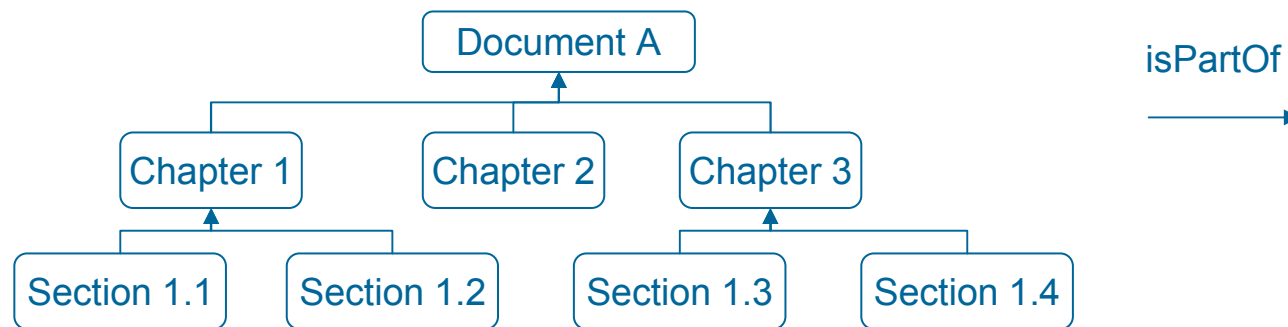 Document A
isPartOf
Chapter 1
Chapter 2
Chapter 3
Section 1.1
Section 1.2
Section 1.3
Section 1.4